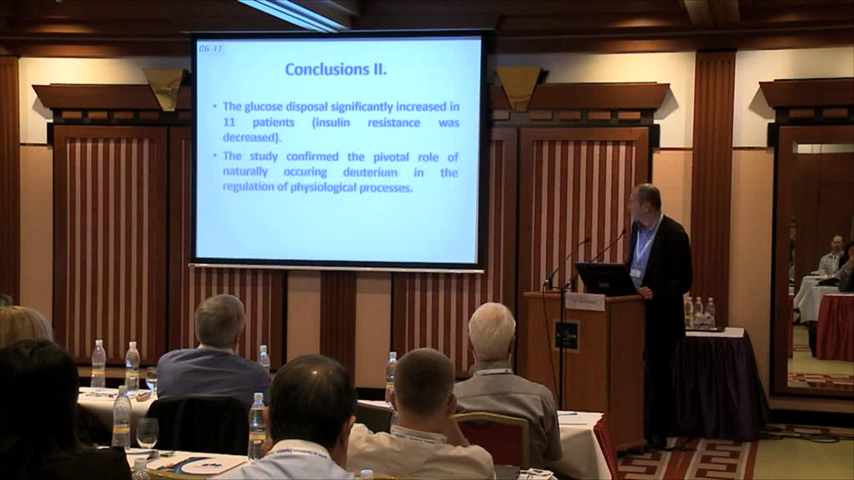 06:37
Conclusions II.
• The glucose disposal significantly increased in
11 patients (insulin resistance was
decreased).
• The study confirmed the pivotal role of
naturally occuring deuterium in the
regulation of physiological processes.